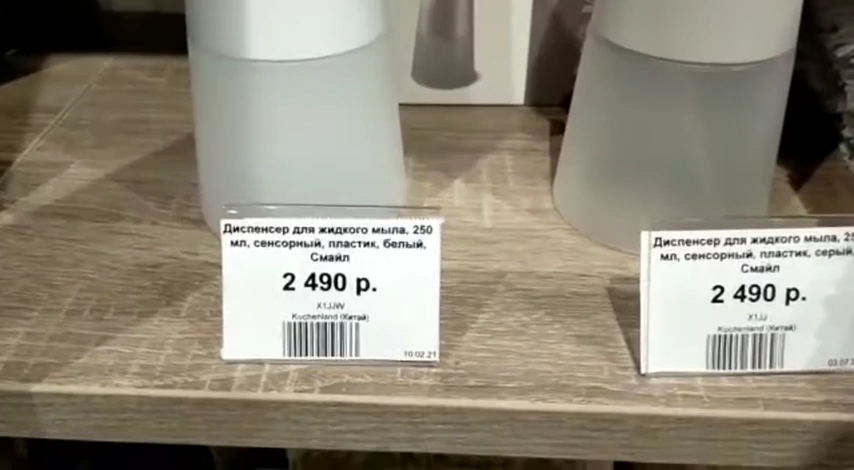 Диспенсер для жидкого мыла, 250
мл, сенсорный, пластик, белый,
Смайл
2 490 р.
X1JJW
Kuchenland (Китай)
10.02.21
Диспенсер для жидкого мыла,
мл, сенсорный, пластик, серый,
Смайл
2 490 р.
X1JJ
Kuchenland (Китай)